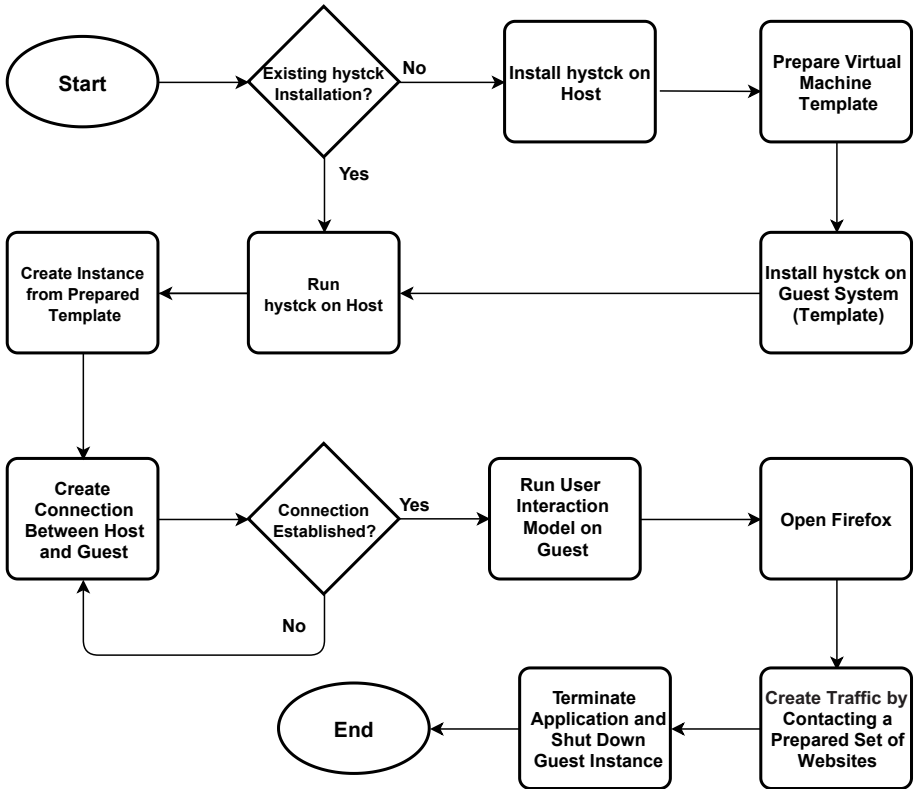 Start
Existing hystck
Installation?
No
Install hystck on
Host
Prepare Virtual
Machine
Template
Yes
Create Instance
from Prepared
Template
Run
hystck on Host
Install hystck on
Guest System
(Template)
Create
Connection
Between Host
and Guest
Connection
Established?
Yes
Run User
Interaction
Model on
Guest
Open Firefox
No
End
Terminate
Application and
Shut Down
Guest Instance
Create Traffic by
Contacting a
Prepared Set of
Websites